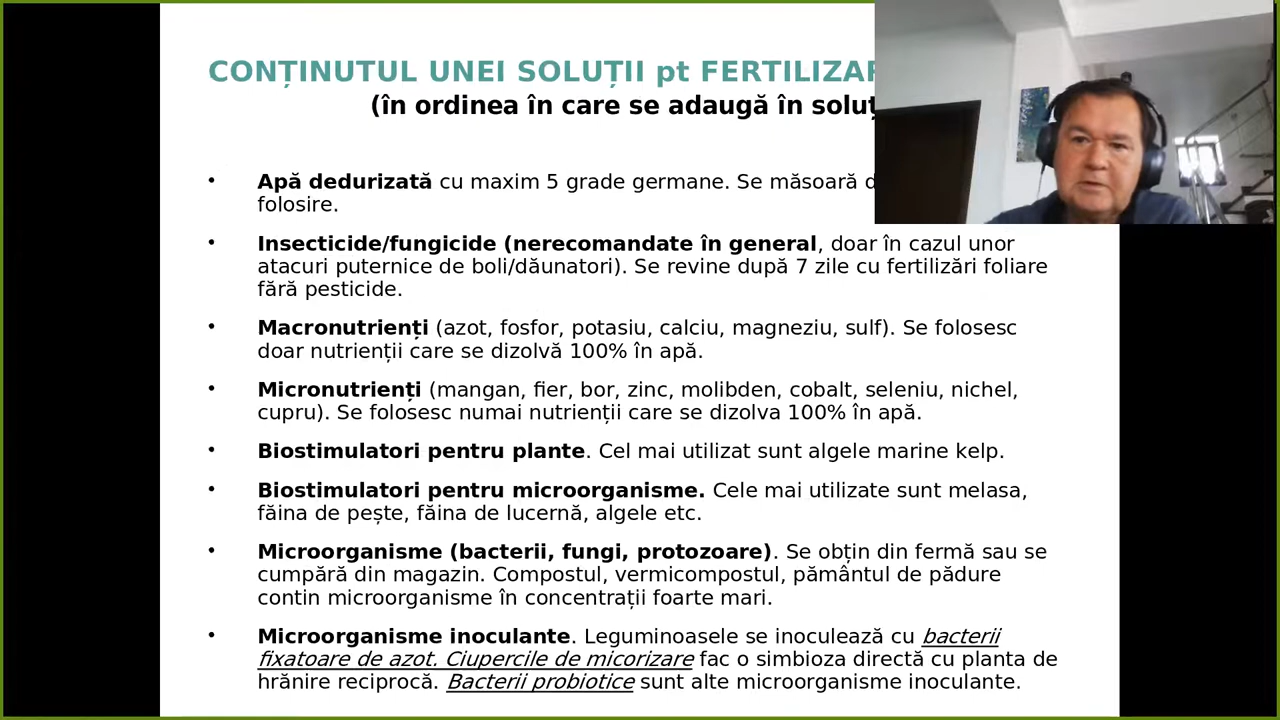 CONȚINUTUL UNEI SOLUȚII pt
(în ordinea în care se adaugă în
• Apă dedurizată cu maxim 5 grade germane. Se măsoară
folosire.
• Insecticide/fungicide (nerecomandate în general, doar în cazul unor
atacuri puternice de boli/dăunatori). Se revine după 7 zile cu fertilizări foliare
fără pesticide.
• Macronutrienți (azot, fosfor, potasiu, calciu, magneziu, sulf). Se folosesc
doar nutrienții care se dizolvă 100% în apă.
• Micronutrienți (mangan, fier, bor, zinc, molibden, cobalt, seleniu, nichel,
cupru). Se folosesc numai nutrienții care se dizolva 100% în apă.
• Biostimulatori pentru plante. Cel mai utilizat sunt algele marine kelp.
• Biostimulatori pentru microorganisme. Cele mai utilizate sunt melasa,
făina de pește, făina de lucernă, algele etc.
• Microorganisme (bacterii, fungi, protozoare). Se obțin din fermă sau se
cumpără din magazin. Compostul, vermicompostul, pământul de pădure
contin microorganisme în concentrații foarte mari.
• Microorganisme inoculante. Leguminoasele se inoculează cu bacterii
fixatoare de azot. Ciupercile de micorizare fac o simbioza directă cu planta de
hrănire reciprocă. Bacterii probiotice sunt alte microorganisme inoculante.